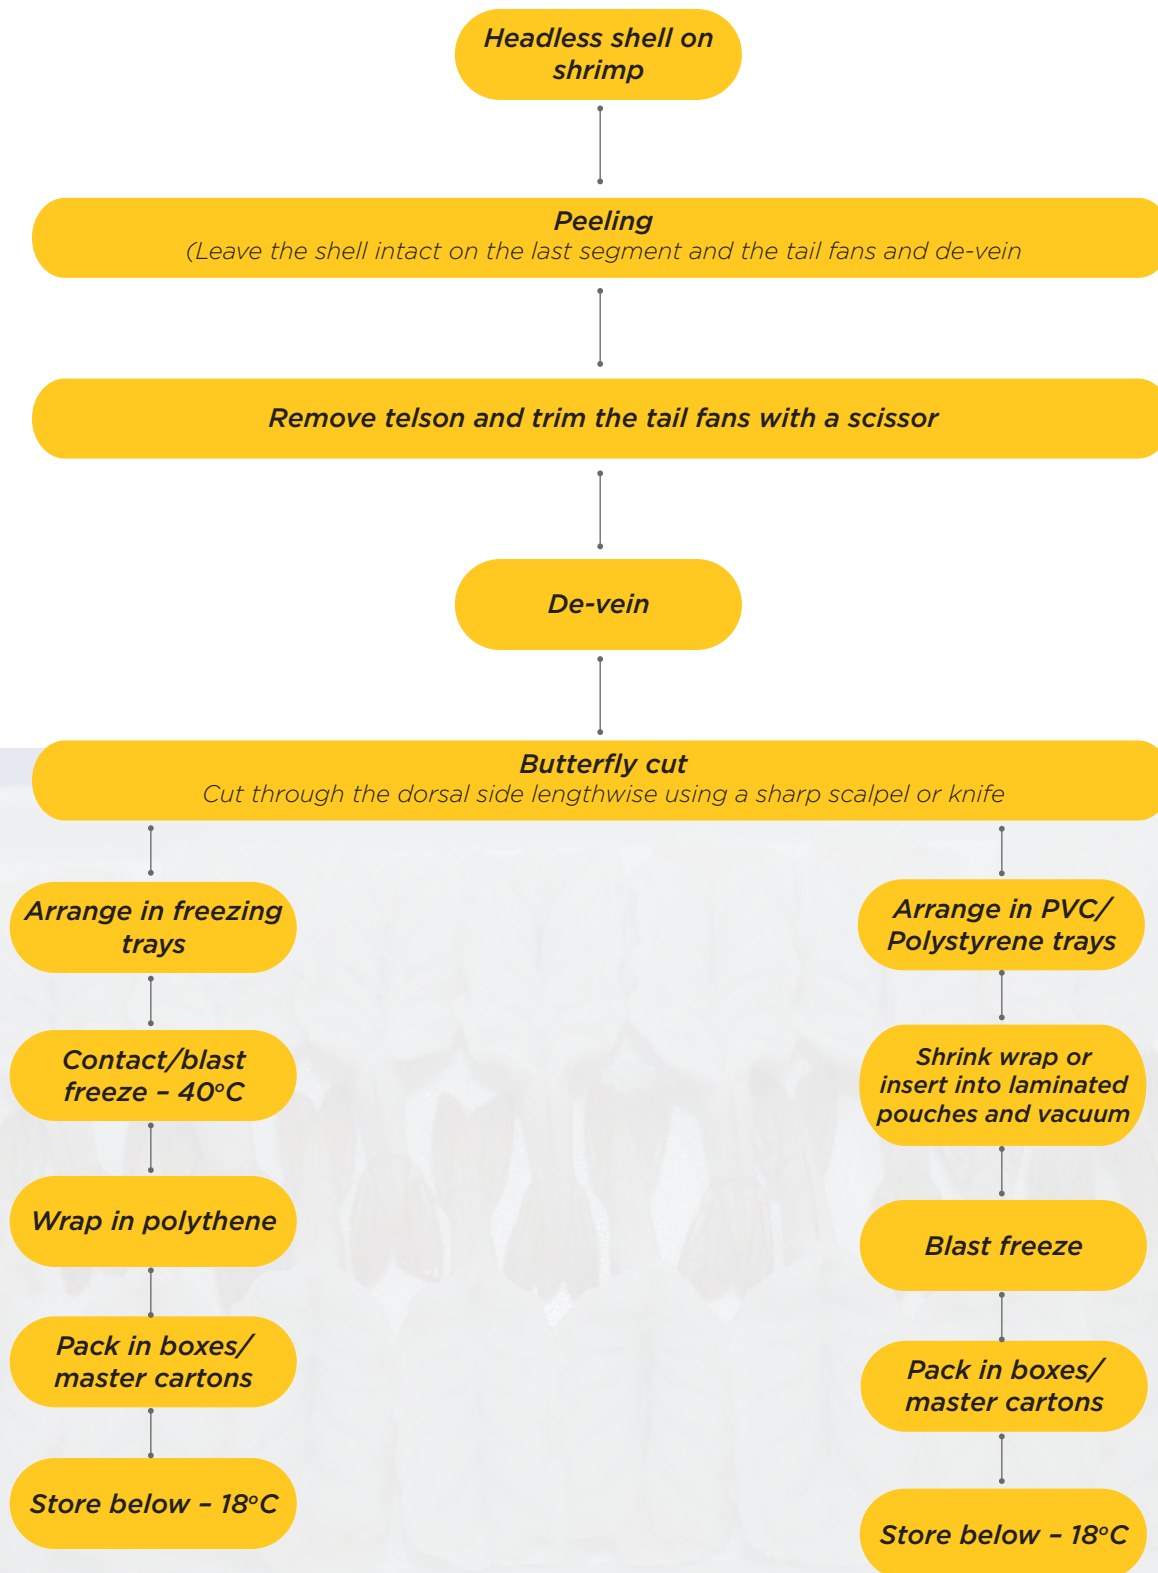 Headless shell on
shrimp
Peeling
(Leave the shell intact on the last segment and the tail fans and de-vein
Remove telson and trim the tail fans with a scissor
De-vein
Butterfly cut
Cut through the dorsal side lengthwise using a sharp scalpel or knife
Arrange in freezing
trays
Contact/blast
freeze – 40°C
Wrap in polythene
Pack in boxes/
master cartons
Store below – 18°C
Arrange in PVC/
Polystyrene trays
Shrink wrap or
insert into laminated
pouches and vacuum
Blast freeze
Pack in boxes/
master cartons
Store below – 18°C